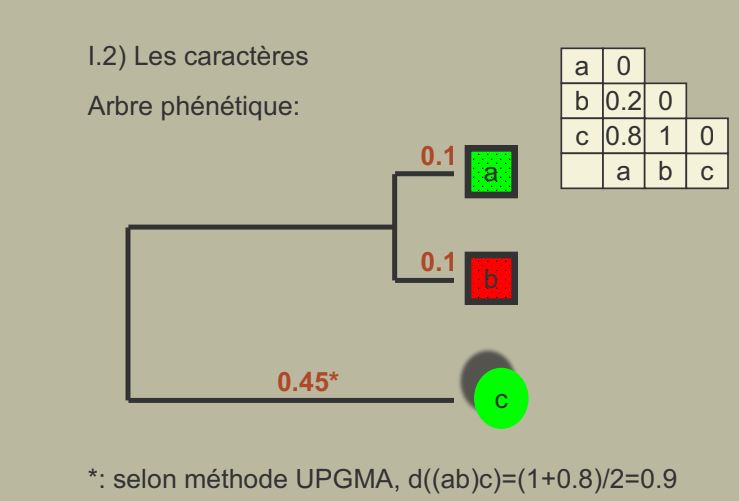 I.2) Les caractères
Arbre phénétique:
a 0
b 0.2 0
c 0.8 1 0
a b c
0.1
a
0.1
b
0.45*
c
*: selon méthode UPGMA, d((ab)c)=(1+0.8)/2=0.9